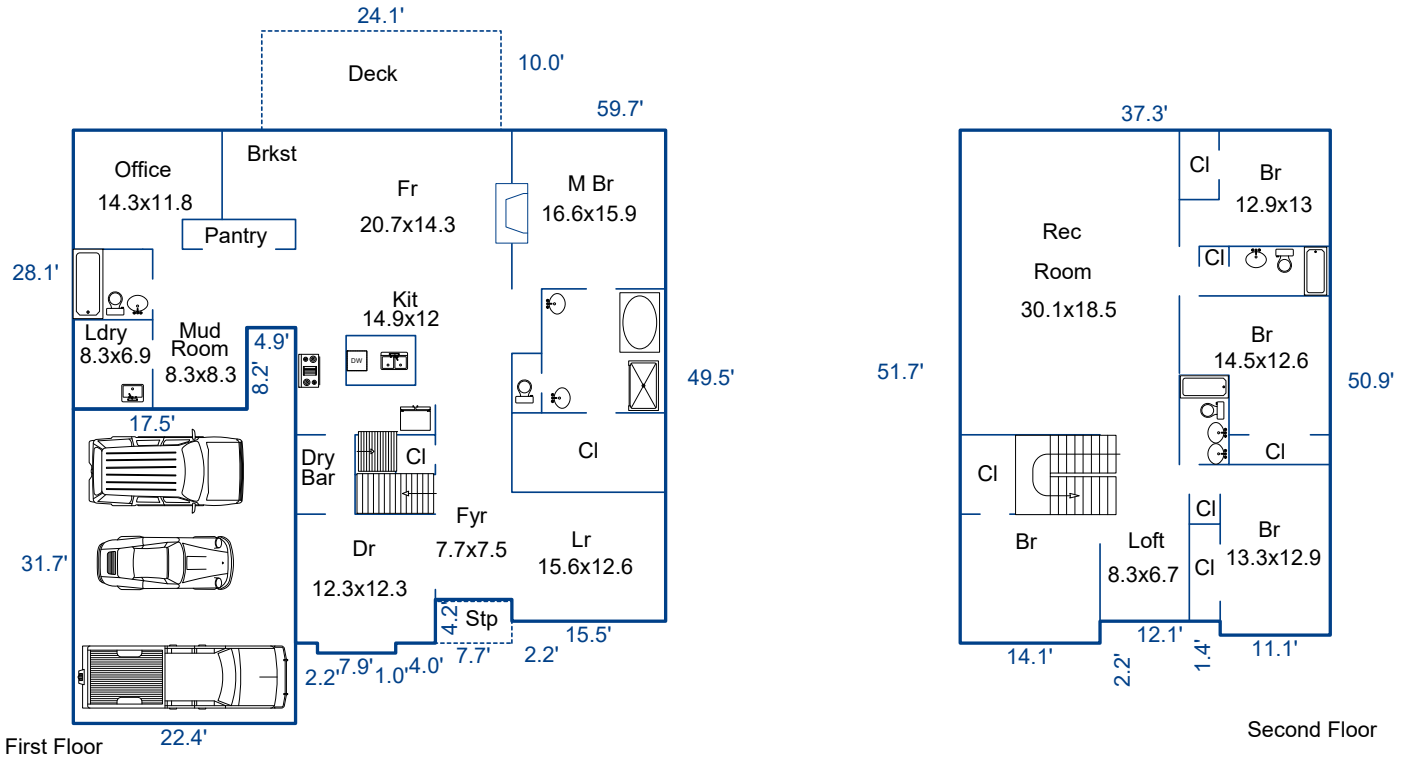 24.1'
Deck
10.0'
59.7'
Office
14.3x11.8
Brkst
Fr
20.7x14.3
M Br
16.6x15.9
Pantry
28.1'
Kit
14.9x12
Ldry
8.3x6.9
Mud
Room
8.3x8.3
4.9'
8.2'
DW
49.5'
17.5'
Dry
Bar
Cl
Cl
Fyr
7.7x7.5
Lr
15.6x12.6
Dr
12.3x12.3
31.7'
4.2'
Stp
15.5'
2.2'
7.9'
1.0'
4.0'
7.7'
2.2'
22.4'
First Floor
37.3'
Cl
Br
12.9x13
Rec
Room
30.1x18.5
Cl
Br
14.5x12.6
51.7'
50.9'
Cl
Cl
Cl
Br
Loft
8.3x6.7
Cl
Br
13.3x12.9
14.1'
2.2'
12.1'
1.4'
11.1'
Second Floor